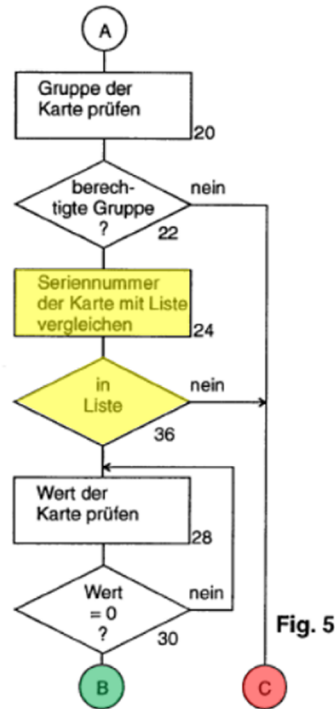 A
Gruppe der
Karte prüfen
20
berech-
tigte Gruppe
?
nein
22
Seriennummer
der Karte mit Liste
vergleichen
24
in
Liste
nein
36
Wert der
Karte prüfen
28
Wert
= 0
?
nein
30
Fig. 5
B
C